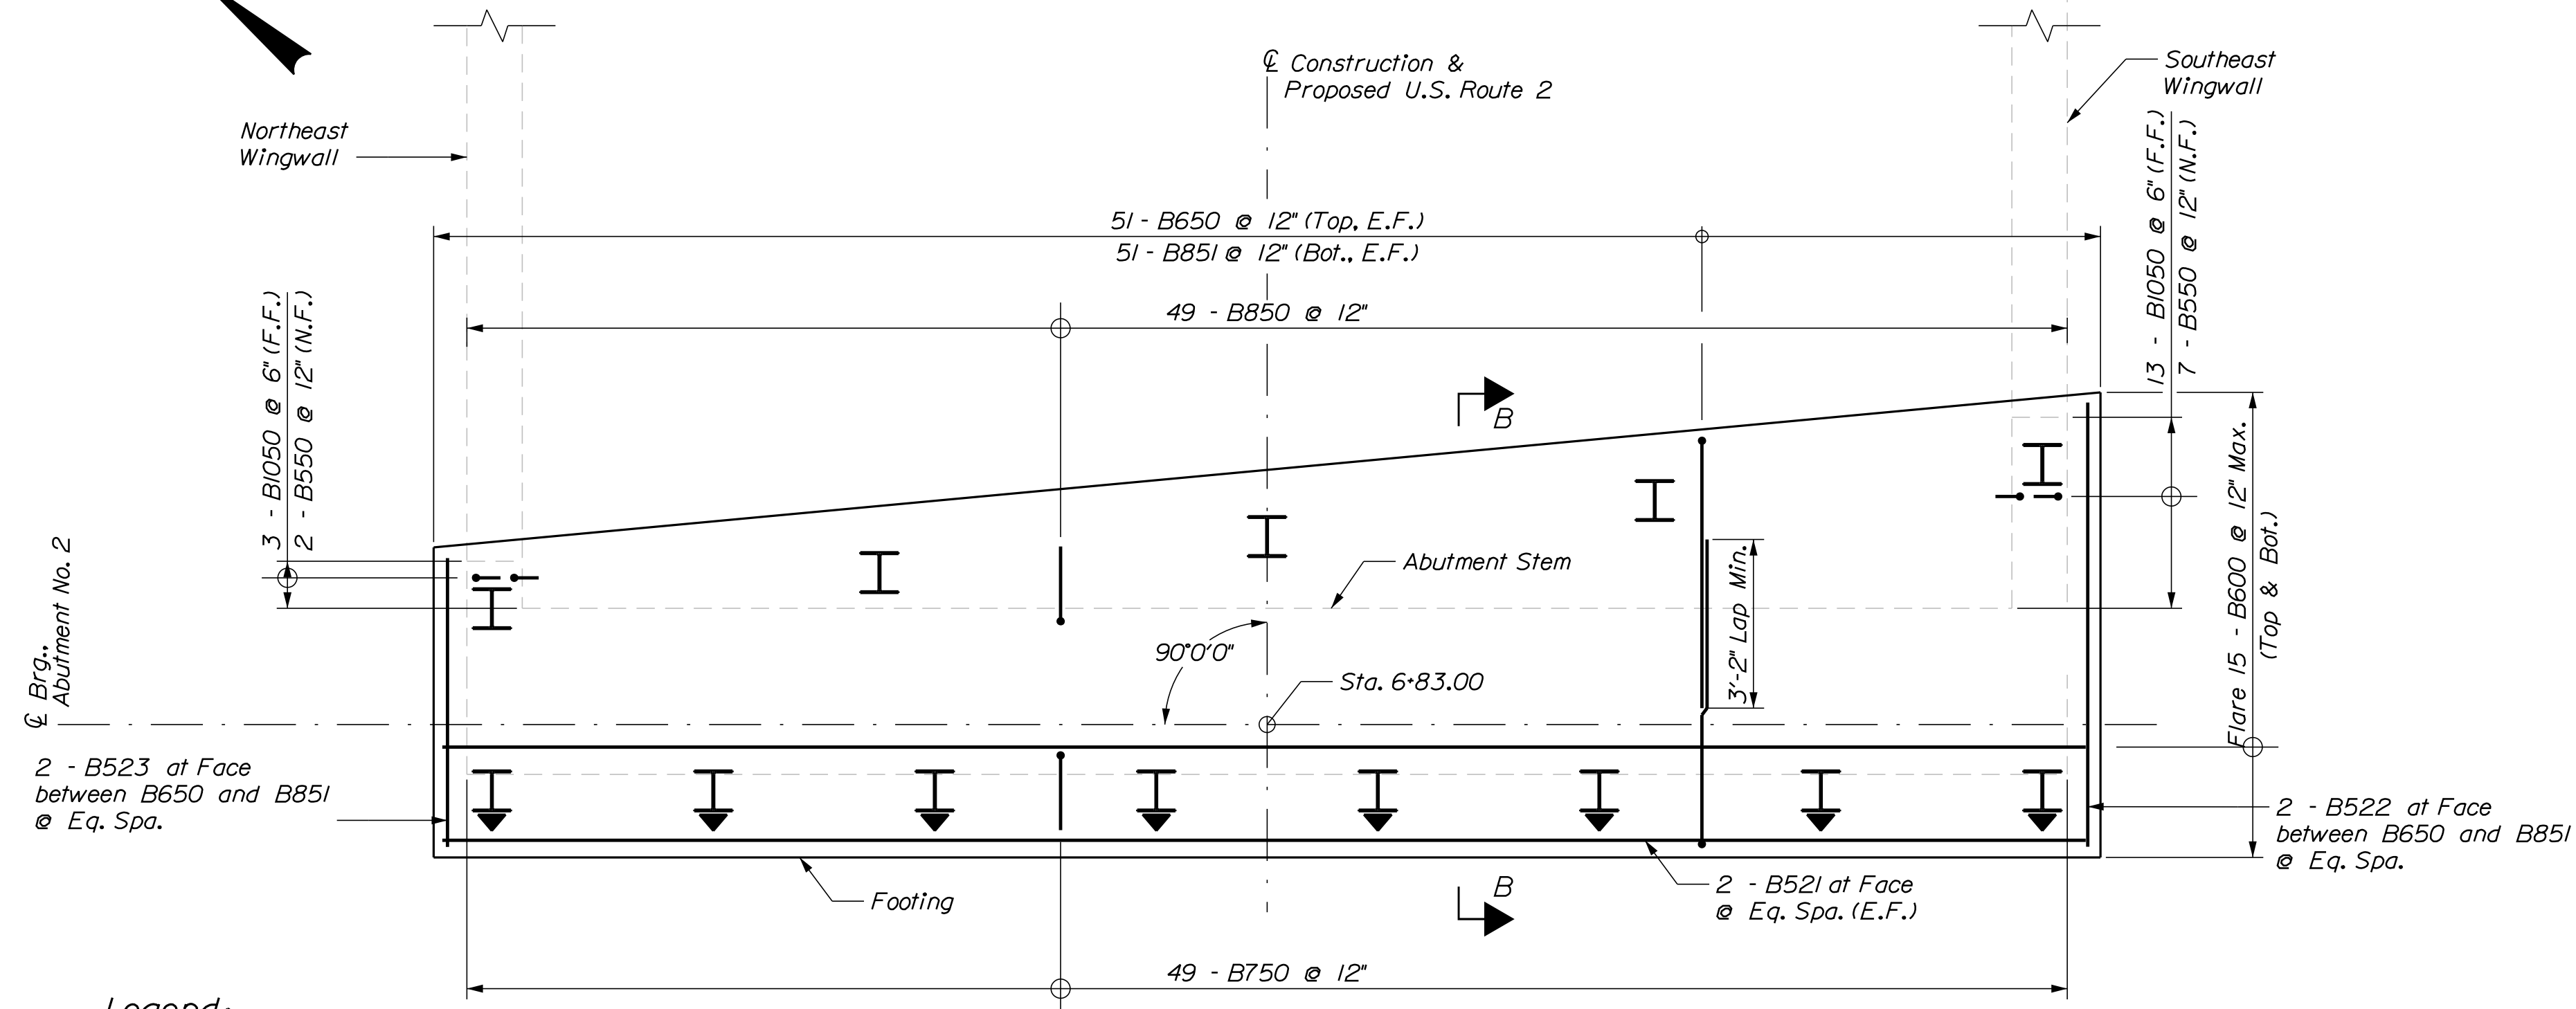 ℄ Construction &
Proposed U.S. Route 2
Southeast
Wingwall
Northeast
Wingwall
51 - B650 @ 12" (Top, E.F.)
51 - B851 @ 12" (Bot., E.F.)
49 - B850 @ 12"
3 - B1050 @ 6" (F.F.)
2 - B550 @ 12" (N.F.)
13 - B1050 @ 6" (F.F.)
7 - B550 @ 12" (N.F.)
B
Abutment Stem
3'-2" Lap Min.
Flare 15 - B600 @ 12" Max.
(Top & Bot.)
℄ Brg.,
Abutment No. 2
90°0'0"
Sta. 6+83.00
2 - B523 at Face
between B650 and B851
@ Eq. Spa.
2 - B522 at Face
between B650 and B851
@ Eq. Spa.
Footing
B
2 - B521 at Face
@ Eq. Spa. (E.F.)
49 - B750 @ 12"
Legend: